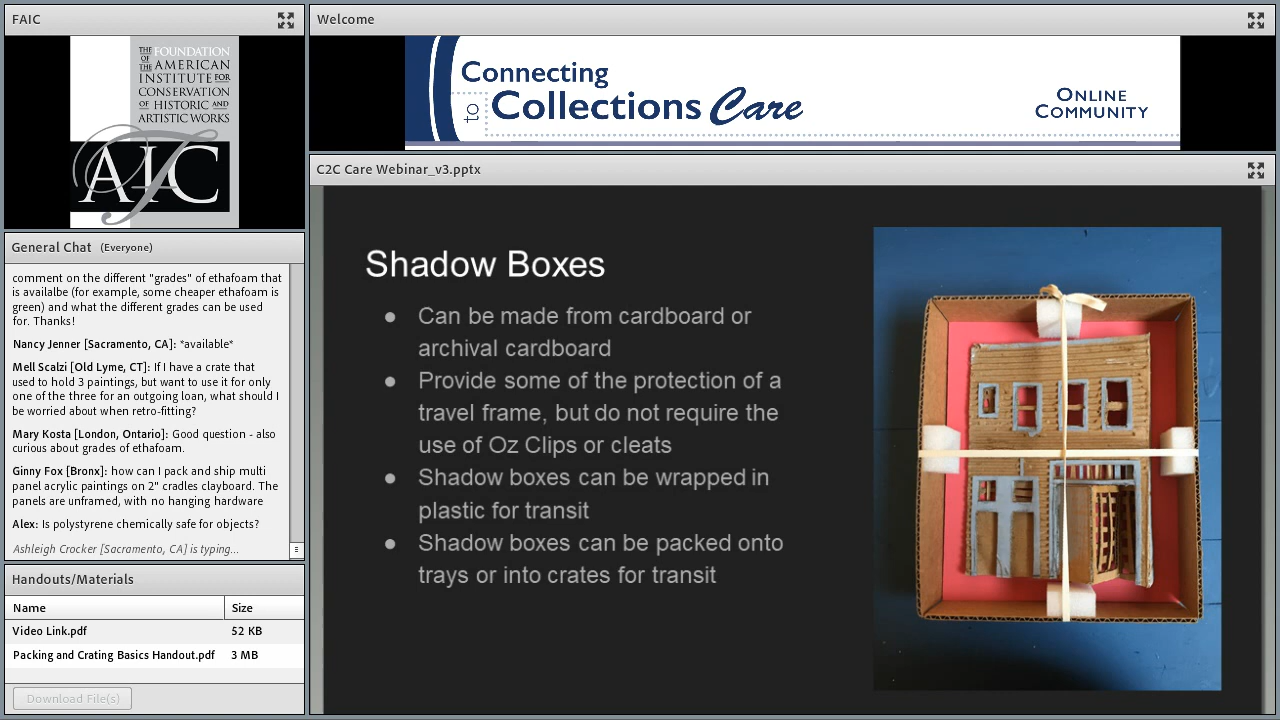 FAIC
THE FOUNDATION
OF THE AMERICAN
INSTITUTE FOR
CONSERVATION
OF HISTORIC AND
ARTISTIC WORKS
AIC
Welcome
Connecting
to Collections Care
ONLINE
COMMUNITY
General Chat (Everyone)
comment on the different "grades" of ethafoam that
is availalbe (for example, some cheaper ethafoam is
green) and what the different grades can be used
for. Thanks!
Nancy Jenner [Sacramento, CA]: *available*
Mell Scalzi [Old Lyme, CT]: If I have a crate that
used to hold 3 paintings, but want to use it for only
one of the three for an outgoing loan, what should I
be worried about when retro-fitting?
Mary Kosta [London, Ontario]: Good question - also
curious about grades of ethafoam.
Ginny Fox [Bronx]: how can I pack and ship multi
panel acrylic paintings on 2" cradles clayboard. The
panels are unframed, with no hanging hardware
Alex: Is polystyrene chemically safe for objects?
Ashleigh Crocker [Sacramento, CA] is typing...
Handouts/Materials
Name Size
Video Link.pdf 52 KB
Packing and Crating Basics Handout.pdf 3 MB
Download File(s)
C2C Care Webinar_v3.pptx
Shadow Boxes
● Can be made from cardboard or
archival cardboard
● Provide some of the protection of a
travel frame, but do not require the
use of Oz Clips or cleats
● Shadow boxes can be wrapped in
plastic for transit
● Shadow boxes can be packed onto
trays or into crates for transit